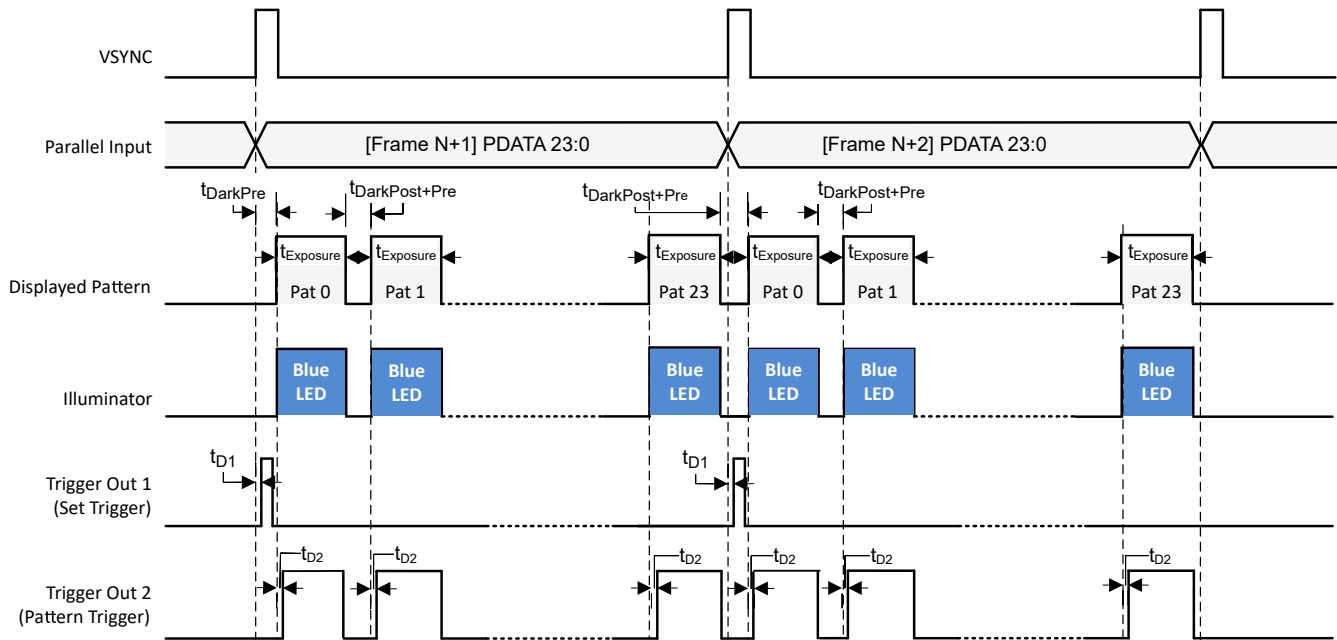 VSYNC
Parallel Input
[Frame N+1] PDATA 23:0
[Frame N+2] PDATA 23:0
tDarkPre
tDarkPost+Pre
tDarkPost+Pre
tDarkPost+Pre
Displayed Pattern
tExposure
Pat 0
tExposure
Pat 1
tExposure
Pat 23
tExposure
Pat 0
tExposure
Pat 1
tExposure
Pat 23
Illuminator
Blue
LED
Blue
LED
Blue
LED
Blue
LED
Blue
LED
Blue
LED
tD1
tD1
Trigger Out 1
(Set Trigger)
tD2
tD2
tD2
tD2
tD2
tD2
Trigger Out 2
(Pattern Trigger)